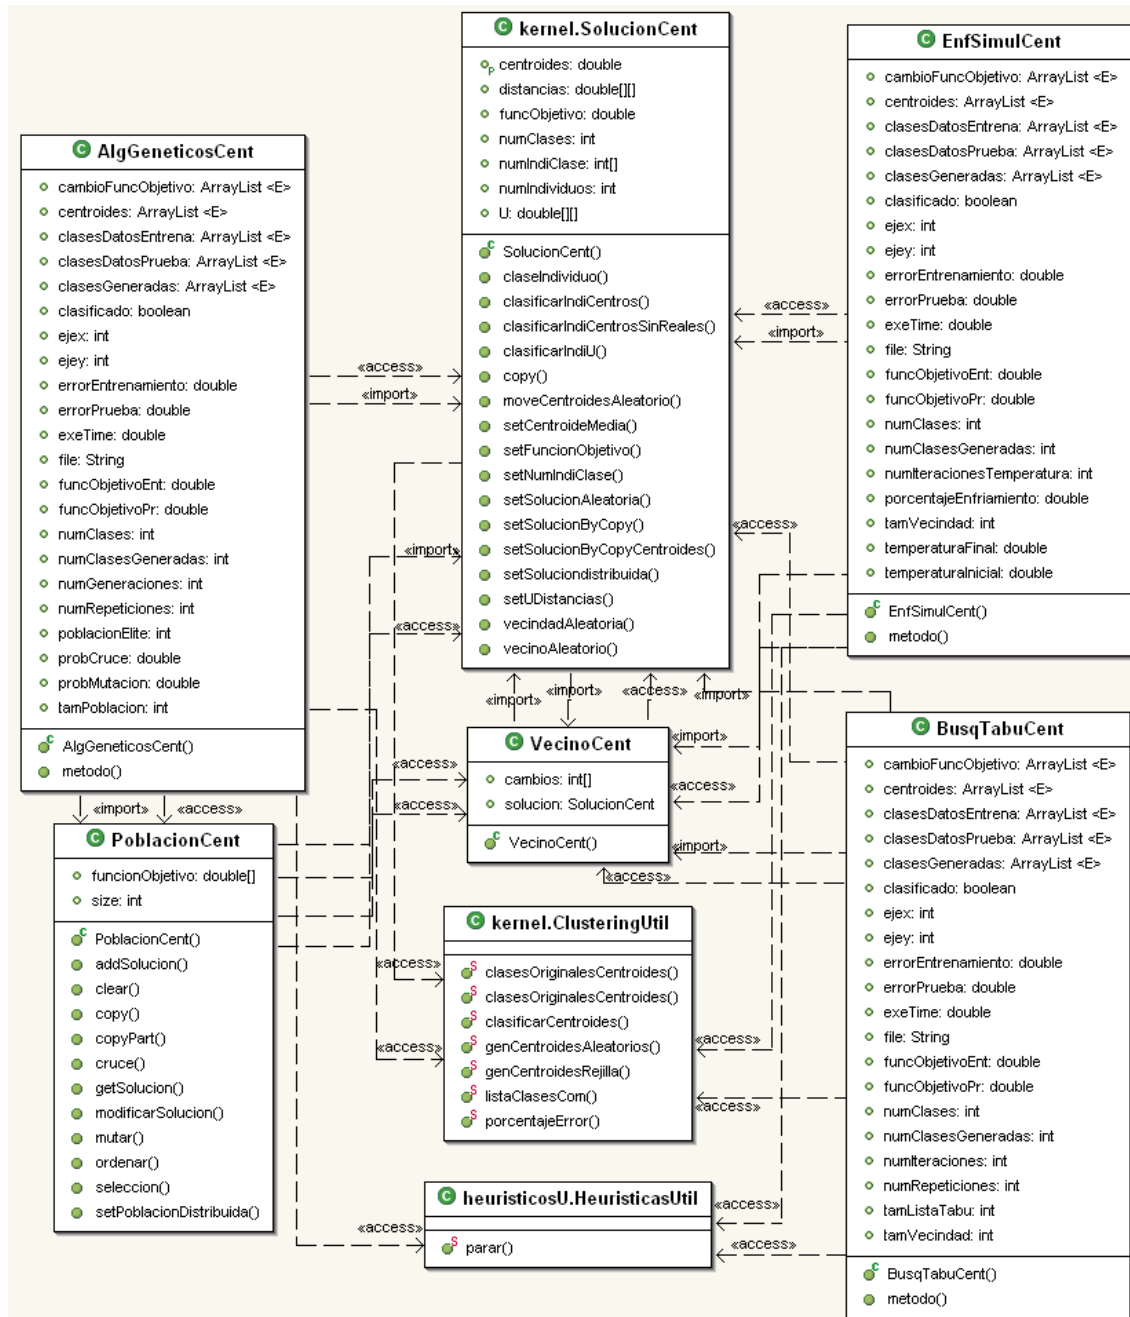 kernel.SolucionCent
centroides: double
distancias: double[][]
funcObjetivo: double
numClases: int
numIndiClase: int[]
numIndividuos: int
U: double[][]
SolucionCent()
claseIndividuo()
clasificarIndiCentros()
clasificarIndiCentrosSinReales()
clasificarIndiU()
copy()
moveCentroidesAleatorio()
setCentroideMedia()
setFuncionObjetivo()
setNumIndiClase()
setSolucionAleatoria()
setSolucionByCopy()
setSolucionByCopyCentroides()
setSoluciondistribuida()
setUDistancias()
vecindadAleatoria()
vecinoAleatorio()
EnfSimulCent
cambioFuncObjetivo: ArrayList <E>
centroides: ArrayList <E>
clasesDatosEntrena: ArrayList <E>
clasesDatosPrueba: ArrayList <E>
clasesGeneradas: ArrayList <E>
clasificado: boolean
ejex: int
ejey: int
errorEntrenamiento: double
errorPrueba: double
exeTime: double
file: String
funcObjetivoEnt: double
funcObjetivoPr: double
numClases: int
numClasesGeneradas: int
numIteracionesTemperatura: int
porcentajeEnfriamiento: double
tamVecindad: int
temperaturaFinal: double
temperaturaInicial: double
EnfSimulCent()
metodo()
AlgGeneticosCent
cambioFuncObjetivo: ArrayList <E>
centroides: ArrayList <E>
clasesDatosEntrena: ArrayList <E>
clasesDatosPrueba: ArrayList <E>
clasesGeneradas: ArrayList <E>
clasificado: boolean
ejex: int
ejey: int
errorEntrenamiento: double
errorPrueba: double
exeTime: double
file: String
funcObjetivoEnt: double
funcObjetivoPr: double
numClases: int
numClasesGeneradas: int
numGeneraciones: int
numRepeticiones: int
poblacionElite: int
probCruce: double
probMutacion: double
tamPoblacion: int
AlgGeneticosCent()
metodo()
«access»
«import»
«access»
«import»
«import»
«access»
«access»
«import»
«import»
«access»
«import»
VecinoCent
cambios: int[]
solucion: SolucionCent
VecinoCent()
«import»
«access»
«import»
«access»
«access»
«access»
«import»
«access»
PoblacionCent
funcionObjetivo: double[]
size: int
PoblacionCent()
addSolucion()
clear()
copy()
copyPart()
cruce()
getSolucion()
modificarSolucion()
mutar()
ordenar()
seleccion()
setPoblacionDistribuida()
BusqTabuCent
cambioFuncObjetivo: ArrayList <E>
centroides: ArrayList <E>
clasesDatosEntrena: ArrayList <E>
clasesDatosPrueba: ArrayList <E>
clasesGeneradas: ArrayList <E>
clasificado: boolean
ejex: int
ejey: int
errorEntrenamiento: double
errorPrueba: double
exeTime: double
file: String
funcObjetivoEnt: double
funcObjetivoPr: double
numClases: int
numClasesGeneradas: int
numIteraciones: int
numRepeticiones: int
tamListaTabu: int
tamVecindad: int
BusqTabuCent()
metodo()
kernel.ClusteringUtil
clasesOriginalesCentroides()
clasesOriginalesCentroides()
clasificarCentroides()
genCentroidesAleatorios()
genCentroidesRejilla()
listaClasesCom()
porcentajeError()
«access»
«access»
«access»
«access»
heuristicosU.HeuristicasUtil
parar()
«access»
«access»
«access»